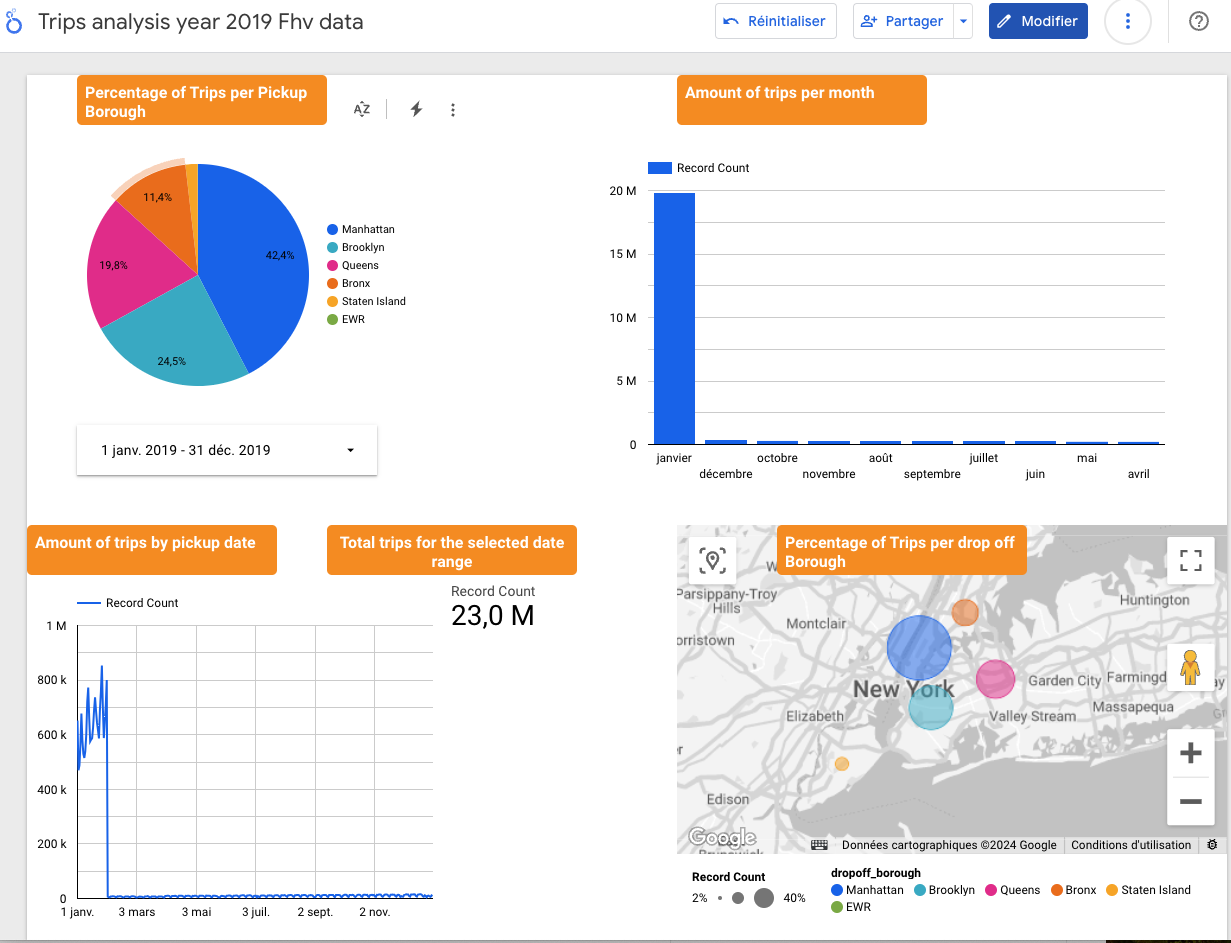 Trips analysis year 2019 Fhv data
Réinitialiser
Partager
Modifier
Percentage of Trips per Pickup
Borough
AZ
11,4%
42,4%
19,8%
24,5%
Manhattan
Brooklyn
Queens
Bronx
Staten Island
EWR
1 janv. 2019 - 31 déc. 2019
Amount of trips per month
Record Count
20 M
15 M
10 M
5 M
0
janvier
décembre
octobre
novembre
août
septembre
juillet
juin
mai
avril
Amount of trips by pickup date
Record Count
1 M
800 k
600 k
400 k
200 k
0
1 janv.
3 mars
3 mai
3 juil.
2 sept.
2 nov.
Total trips for the selected date
range
Record Count
23,0 M
Percentage of Trips per drop off
Borough
Parsippany-Troy
Hills
Montclair
Huntington
New York
Garden City
Elizabeth
Valley Stream
Massapequa
Edison
Google
Données cartographiques ©2024 Google
Conditions d'utilisation
Record Count
2%
40%
dropoff_borough
Manhattan
Brooklyn
Queens
Bronx
Staten Island
EWR